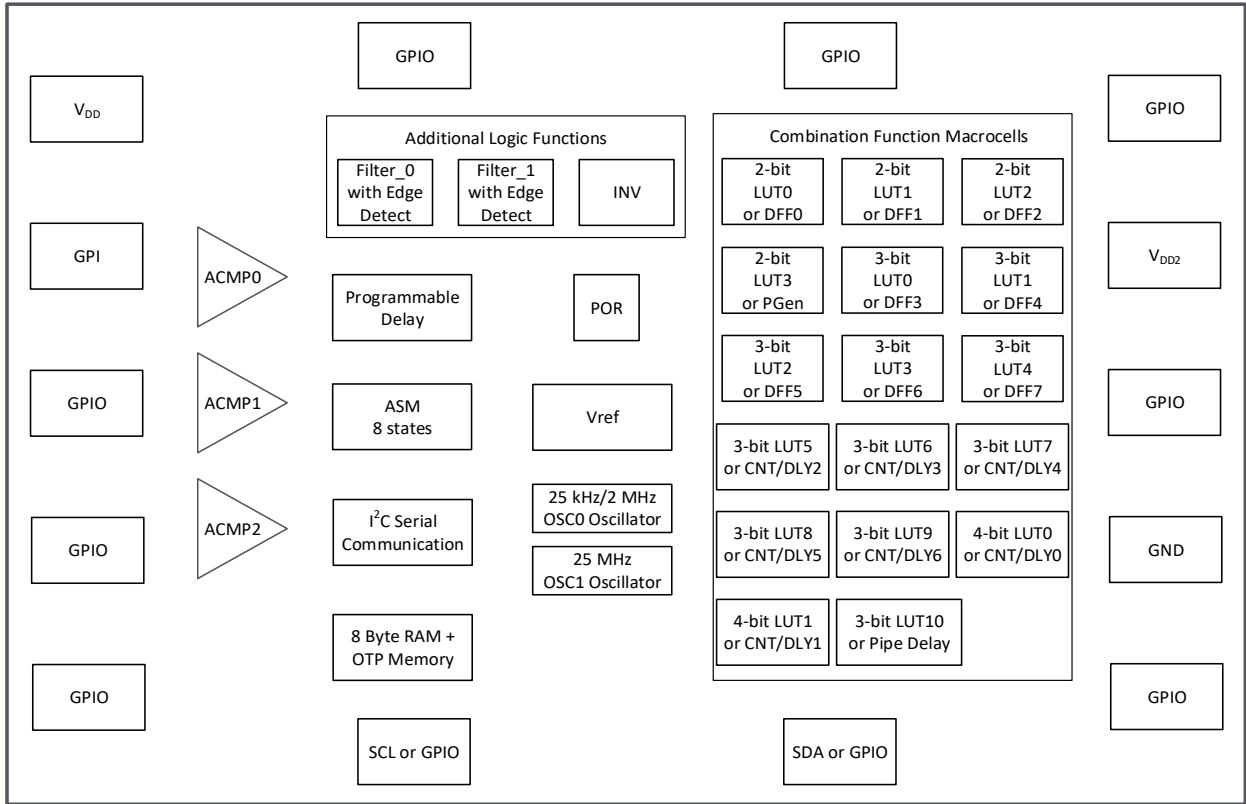 GPIO
GPIO
V_DD
GPIO
Additional Logic Functions
Filter_0
with Edge
Detect
Filter_1
with Edge
Detect
INV
Combination Function Macrocells
2-bit
LUT0
or DFF0
2-bit
LUT1
or DFF1
2-bit
LUT2
or DFF2
GPI
ACMP0
Programmable
Delay
POR
2-bit
LUT3
or PGen
3-bit
LUT0
or DFF3
3-bit
LUT1
or DFF4
V_DD2
GPIO
ACMP1
ASM
8 states
Vref
3-bit
LUT2
or DFF5
3-bit
LUT3
or DFF6
3-bit
LUT4
or DFF7
GPIO
3-bit LUT5
or CNT/DLY2
3-bit LUT6
or CNT/DLY3
3-bit LUT7
or CNT/DLY4
GPIO
ACMP2
I²C Serial
Communication
25 kHz/2 MHz
OSC0 Oscillator
25 MHz
OSC1 Oscillator
3-bit LUT8
or CNT/DLY5
3-bit LUT9
or CNT/DLY6
4-bit LUT0
or CNT/DLY0
GND
8 Byte RAM +
OTP Memory
4-bit LUT1
or CNT/DLY1
3-bit LUT10
or Pipe Delay
GPIO
GPIO
SCL or GPIO
SDA or GPIO